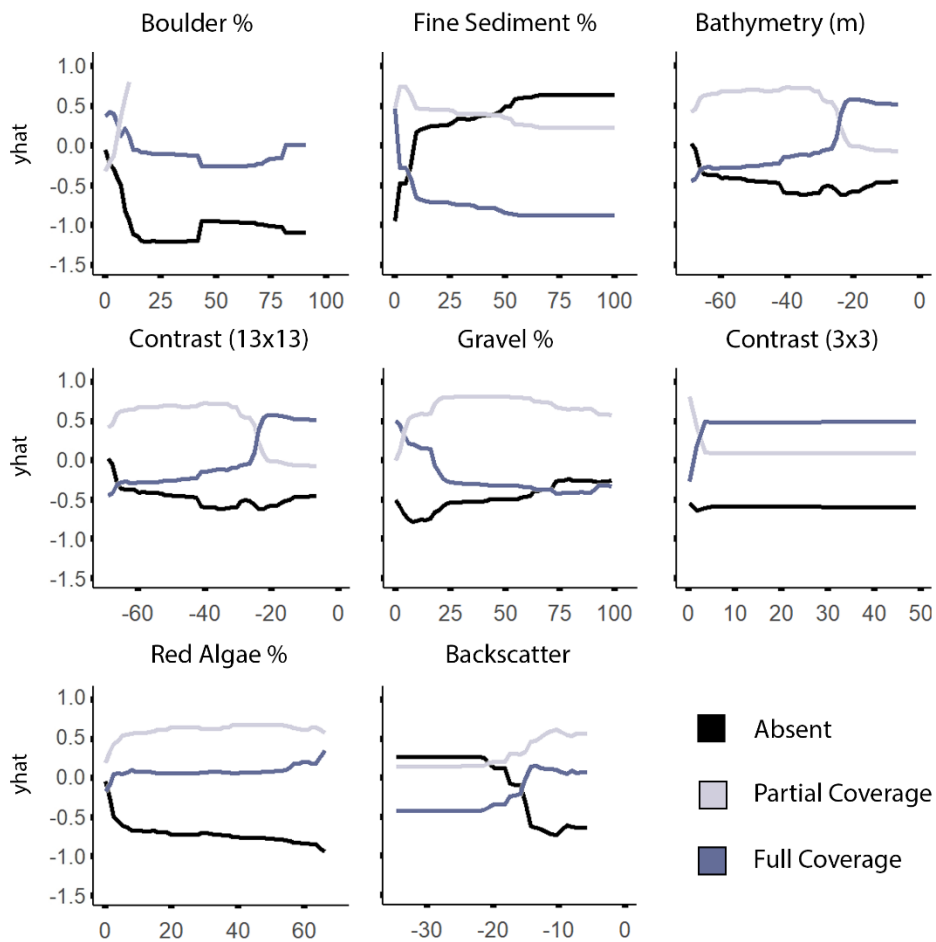 Boulder % Fine Sediment % Bathymetry (m)
yhat
1.0
0.5
0.0
-0.5
-1.0
-1.5
0 25 50 75 100 0 25 50 75 100 -60 -40 -20 0
Contrast (13x13) Gravel % Contrast (3x3)
yhat
1.0
0.5
0.0
-0.5
-1.0
-1.5
-60 -40 -20 0 0 25 50 75 100 0 10 20 30 40 50
Red Algae % Backscatter
yhat
1.0
0.5
0.0
-0.5
-1.0
-1.5
0 20 40 60 -30 -20 -10 0
Absent
Partial Coverage
Full Coverage